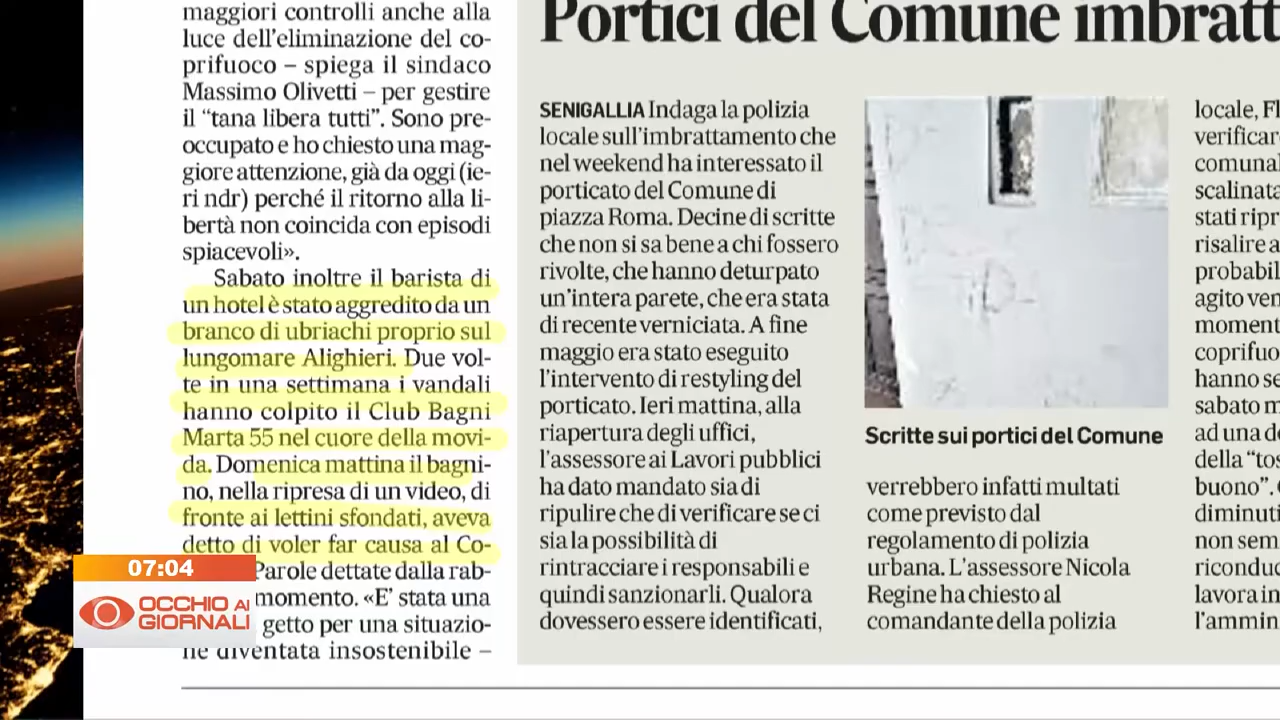 maggiori controlli anche alla
luce dell'eliminazione del co-
prifuoco – spiega il sindaco
Massimo Olivetti – per gestire
il “tana libera tutti”. Sono pre-
occupato e ho chiesto una mag-
giore attenzione, già da oggi (ie-
ri ndr) perché il ritorno alla li-
bertà non coincida con episodi
spiacevoli».
Sabato inoltre il barista di
un hotel è stato aggredito da un
branco di ubriachi proprio sul
lungomare Alighieri. Due vol-
te in una settimana i vandali
hanno colpito il Club Bagni
Marta 55 nel cuore della movi-
da. Domenica mattina il bagni-
no, nella ripresa di un video, di
fronte ai lettini sfondati, aveva
detto di voler far causa al Co-
Parole dettate dalla rab-
momento. «E’ stata una
getto per una situazio-
ne diventata insostenibile –
Portici del Comune imbratt
SENIGALLIA Indaga la polizia
locale sull'imbrattamento che
nel weekend ha interessato il
porticato del Comune di
piazza Roma. Decine di scritte
che non si sa bene a chi fossero
rivolte, che hanno deturpato
un'intera parete, che era stata
di recente verniciata. A fine
maggio era stato eseguito
l'intervento di restyling del
porticato. Ieri mattina, alla
riapertura degli uffici,
l'assessore ai Lavori pubblici
ha dato mandato sia di
ripulire che di verificare se ci
sia la possibilità di
rintracciare i responsabili e
quindi sanzionarli. Qualora
dovessero essere identificati,
Scritte sui portici del Comune
verrebbero infatti multati
come previsto dal
regolamento di polizia
urbana. L'assessore Nicola
Regine ha chiesto al
comandante della polizia
locale, Fl
verificar
comunal
scalinata
stati ripr
risalire a
probabil
agito ven
moment
coprifuo
hanno se
sabato m
ad una de
della “tos
buono”. 
diminuti
non sem
riconduc
lavora in
l'ammin
07:04
OCCHIO AI
GIORNALI